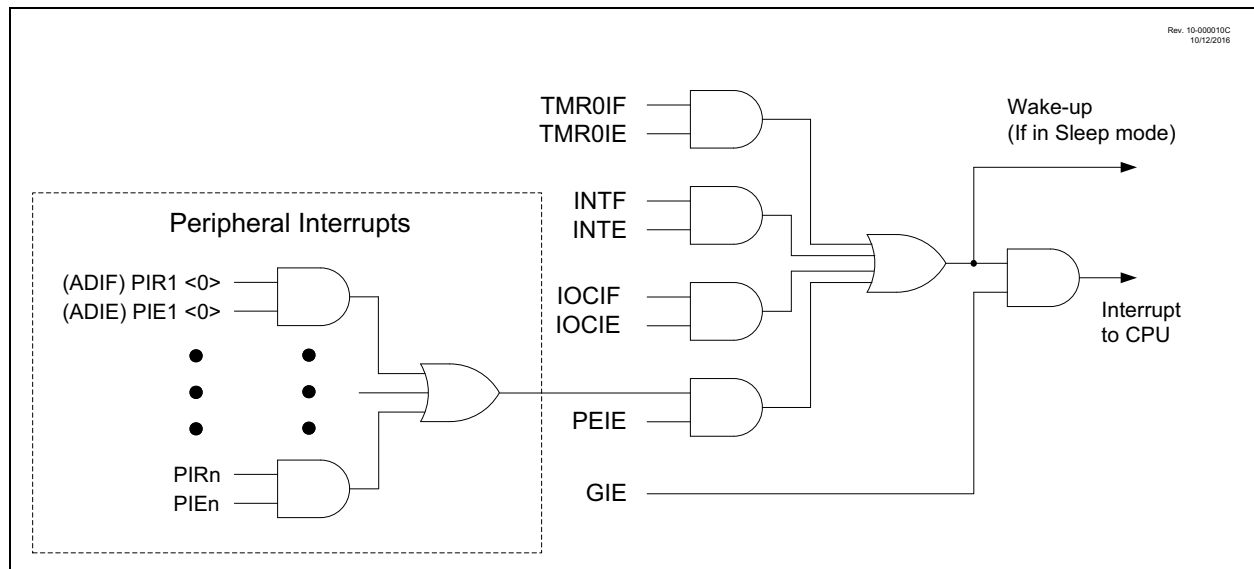 Rev. 10-000010C
10/12/2016
TMR0IF
TMR0IE
Wake-up
(If in Sleep mode)
INTF
INTE
Peripheral Interrupts
(ADIF) PIR1 <0>
(ADIE) PIE1 <0>
IOCIF
IOCIE
Interrupt
to CPU
PEIE
PIRn
PIEn
GIE